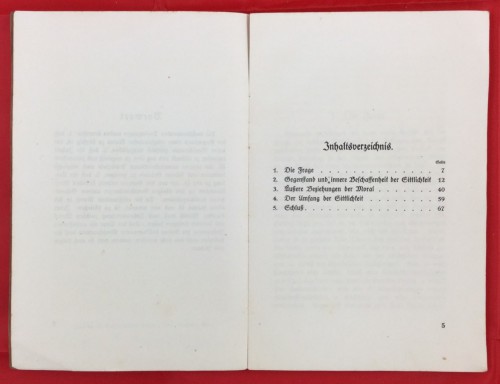 Inhaltsverzeichnis.
Seite
1. Die Frage . . . . . . . . . . . . . . 7
2. Gegenstand und innere Beschaffenheit der Sittlichkeit 12
3. Äußere Beziehungen der Moral . . . . . . . 40
4. Der Umfang der Sittlichkeit . . . . . . . . 59
5. Schluß . . . . . . . . . . . . . . . 67
5